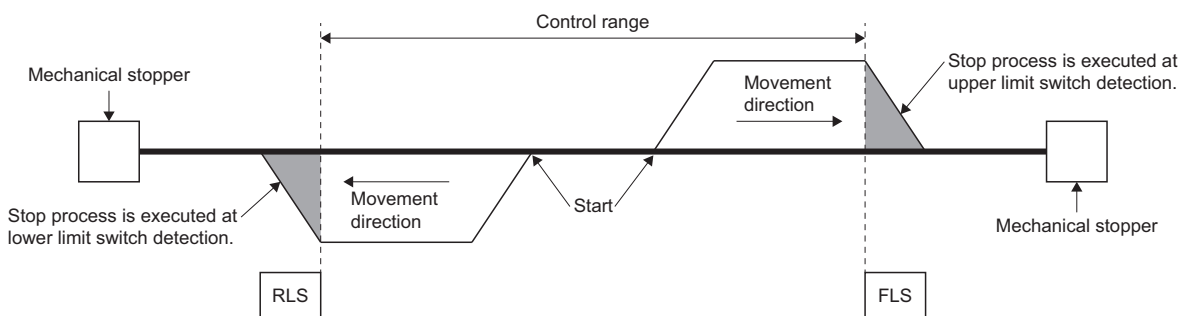 Control range
Mechanical stopper
Stop process is executed at
upper limit switch detection.
Movement
direction
Movement
direction
Start
Stop process is executed at
lower limit switch detection.
Mechanical stopper
RLS
FLS